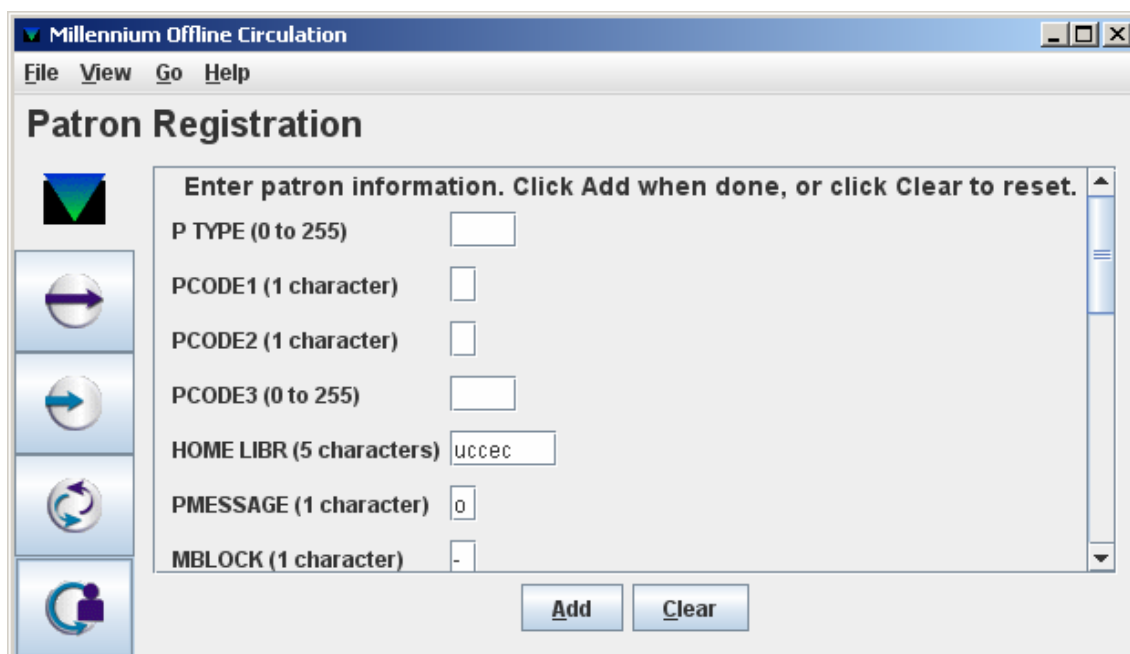 Millennium Offline Circulation
File View Go Help
Patron Registration
Enter patron information. Click Add when done, or click Clear to reset.
P TYPE (0 to 255)
PCODE1 (1 character)
PCODE2 (1 character)
PCODE3 (0 to 255)
HOME LIBR (5 characters) uccec
PMESSAGE (1 character) o
MBLOCK (1 character) -
Add Clear